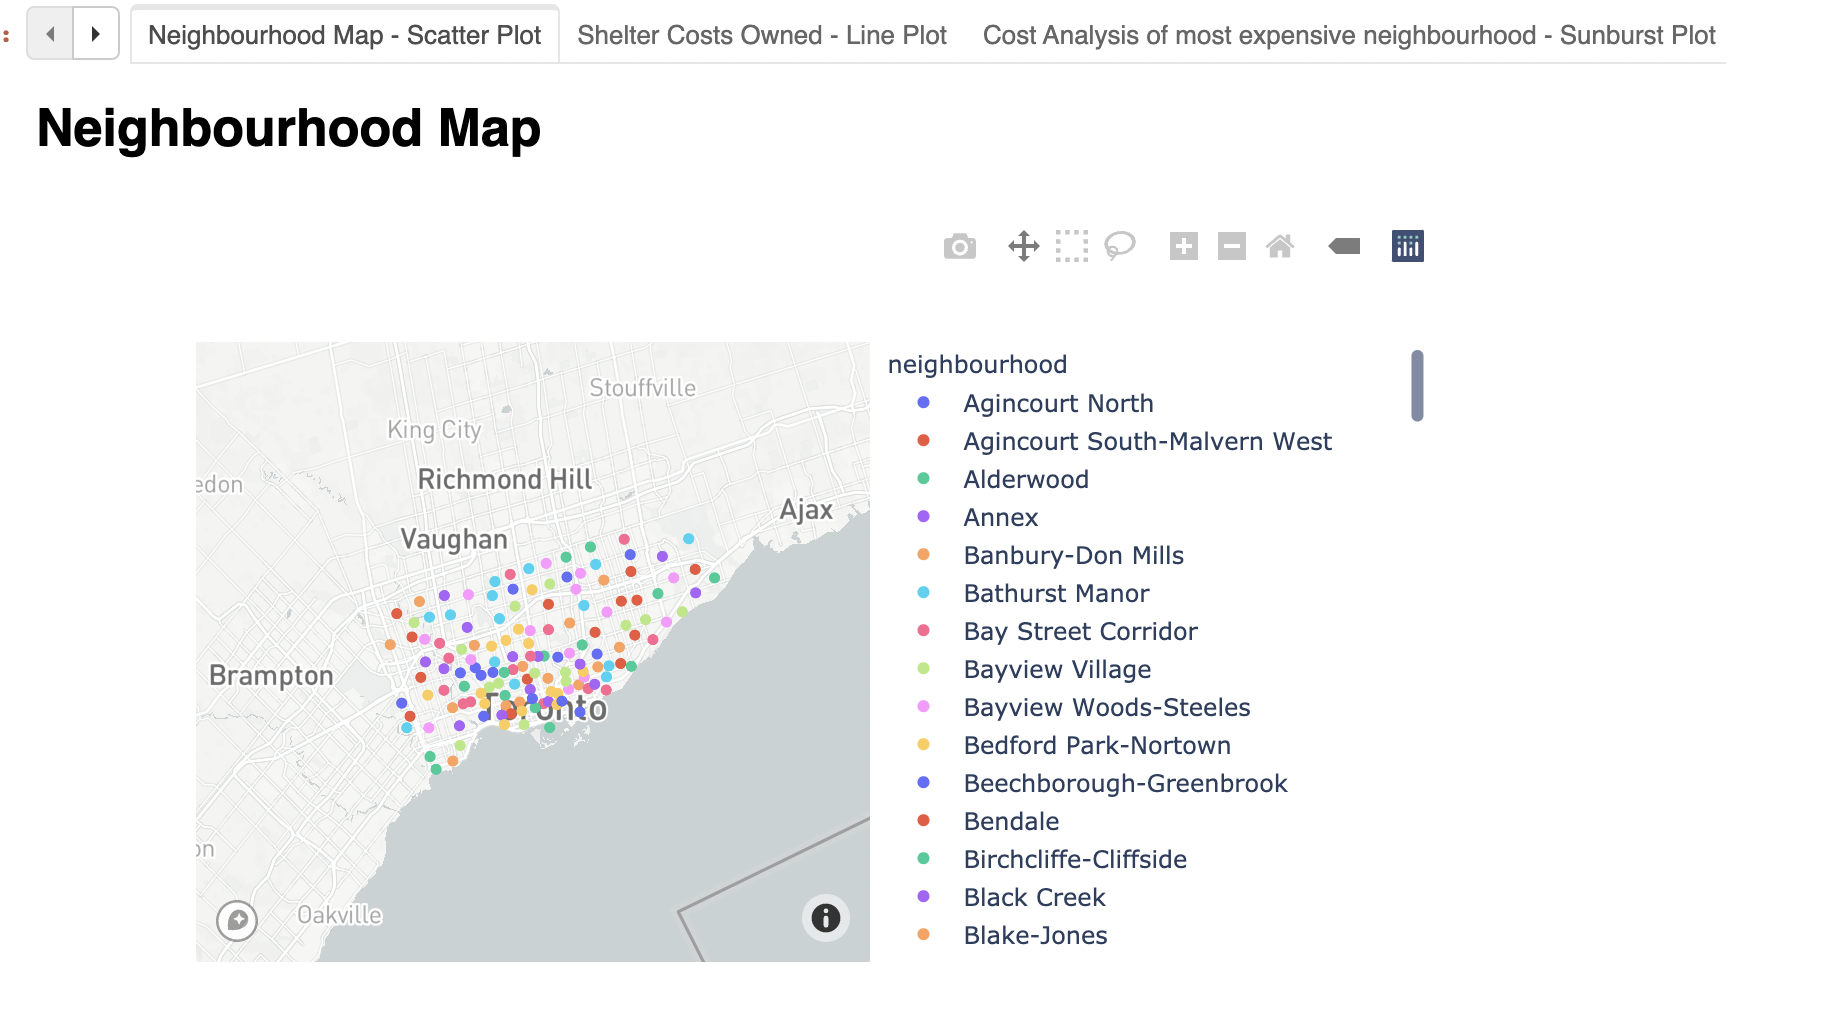 Neighbourhood Map - Scatter Plot
Shelter Costs Owned - Line Plot
Cost Analysis of most expensive neighbourhood - Sunburst Plot
Neighbourhood Map
Stouffville
King City
Richmond Hill
edon
Ajax
Vaughan
Brampton
Toronto
on
Oakville
neighbourhood
Agincourt North
Agincourt South-Malvern West
Alderwood
Annex
Banbury-Don Mills
Bathurst Manor
Bay Street Corridor
Bayview Village
Bayview Woods-Steeles
Bedford Park-Nortown
Beechborough-Greenbrook
Bendale
Birchcliffe-Cliffside
Black Creek
Blake-Jones